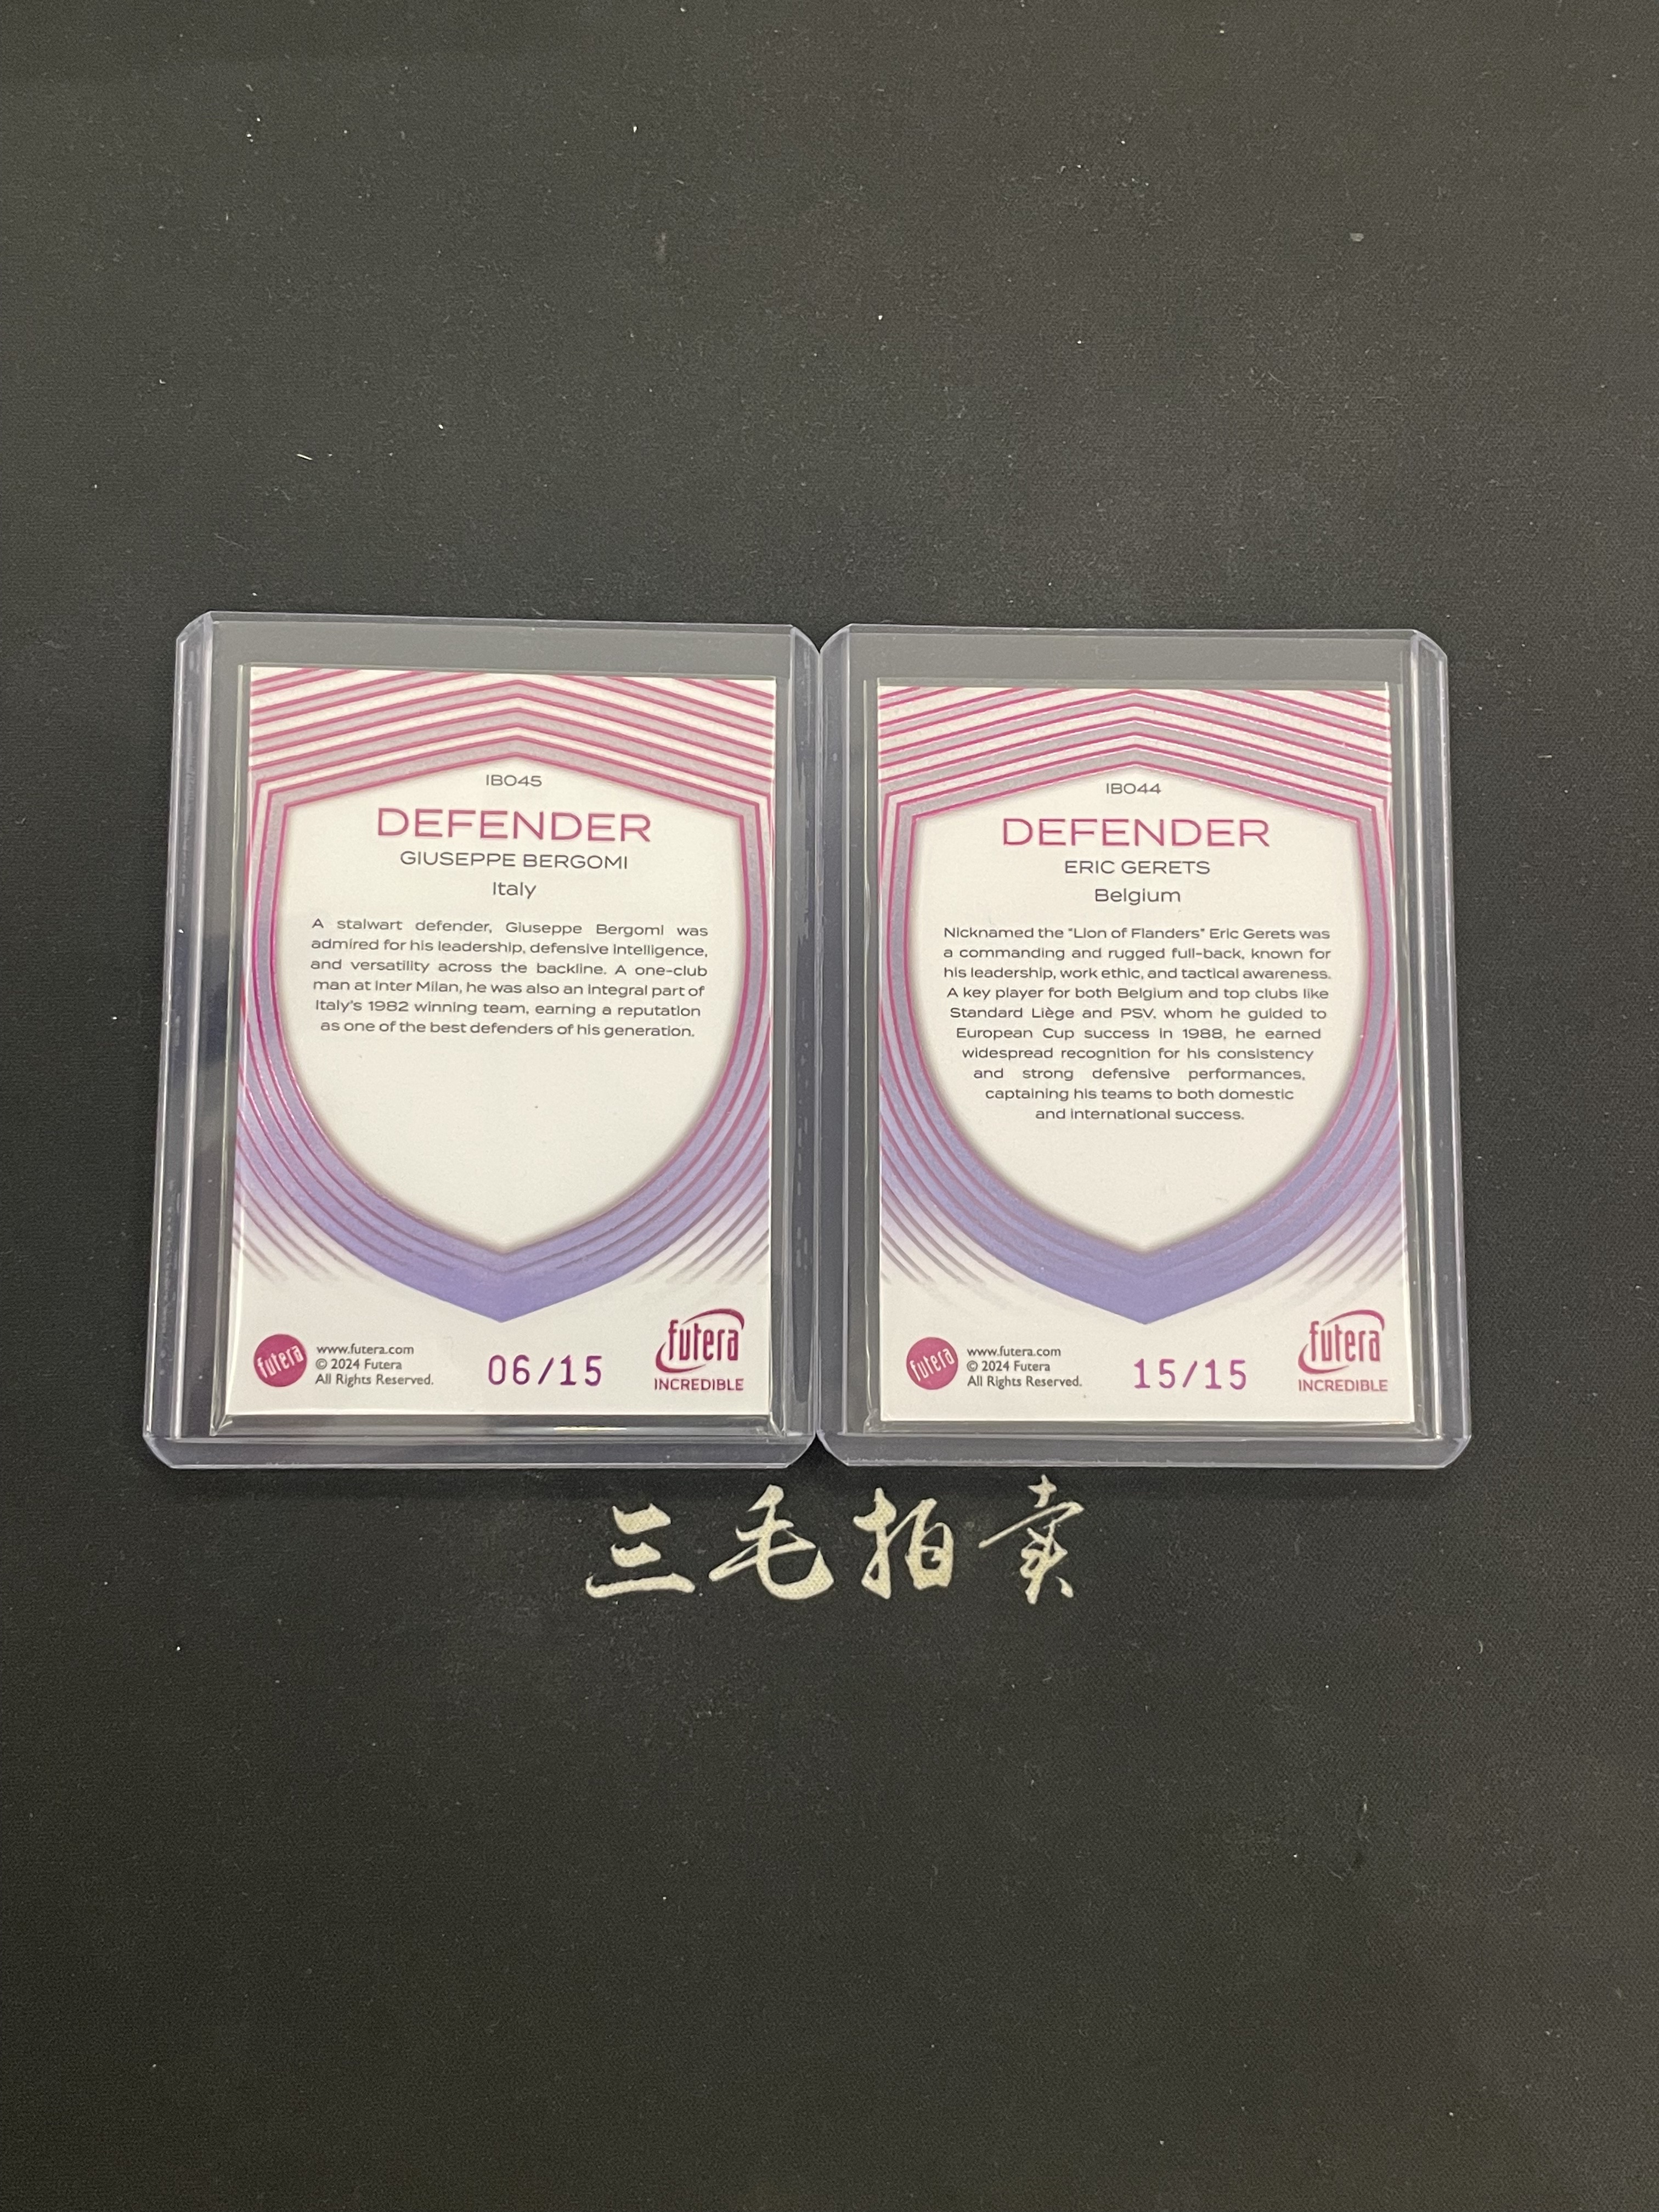 IBO45
DEFENDER
GIUSEPPE BERGOMI
Italy
A stalwart defender, Giuseppe Bergomi was
admired for his leadership, defensive intelligence,
and versatility across the backline. A one-club
man at Inter Milan, he was also an integral part of
Italy's 1982 winning team, earning a reputation
as one of the best defenders of his generation.
futera
www.futera.com
© 2024 Futera
All Rights Reserved.
06/15
futera
INCREDIBLE
IBO44
DEFENDER
ERIC GERETS
Belgium
Nicknamed the "Lion of Flanders" Eric Gerets was
a commanding and rugged full-back, known for
his leadership, work ethic, and tactical awareness.
A key player for both Belgium and top clubs like
Standard Liège and PSV, whom he guided to
European Cup success in 1988, he earned
widespread recognition for his consistency
and strong defensive performances,
captaining his teams to both domestic
and international success.
futera
www.futera.com
© 2024 Futera
All Rights Reserved.
15/15
futera
INCREDIBLE
三毛拍卖